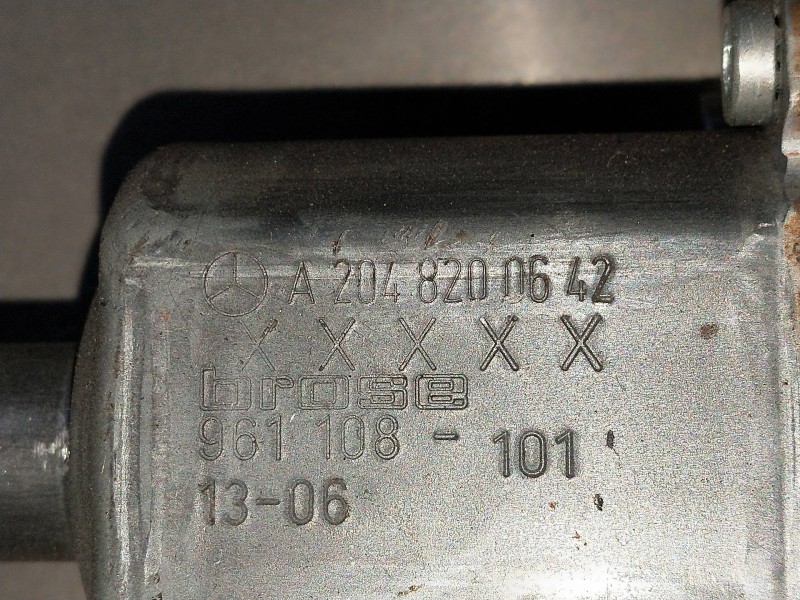 A 204 820 06 42
X X X X X
brose
961 108 - 101
13-06